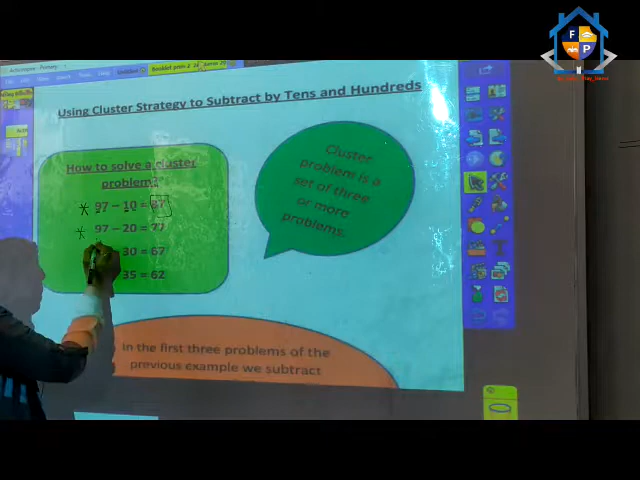 Using Cluster Strategy to Subtract by Tens and Hundreds
How to solve a cluster
problem?
* 97 – 10 = 87
* 97 – 20 = 77
30 = 67
35 = 62
Cluster
problem is a
set of three
or more
problems.
In the first three problems of the
previous example we subtract
F
P